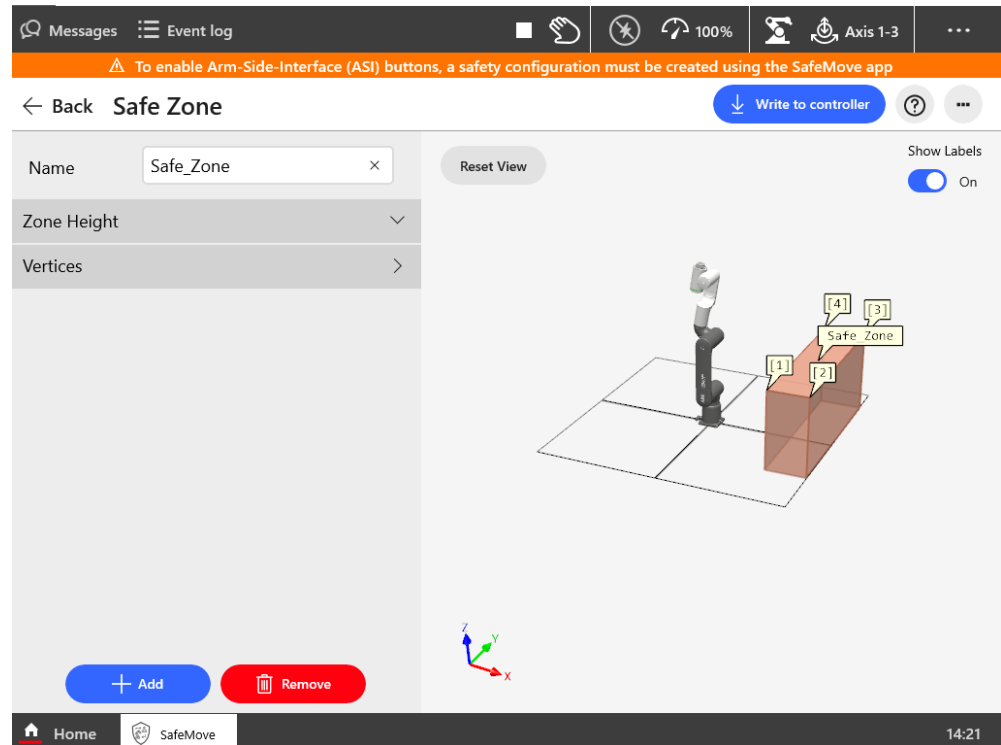 Messages Event log 100% Axis 1-3 ...
To enable Arm-Side-Interface (ASI) buttons, a safety configuration must be created using the SafeMove app
Back Safe Zone Write to controller ? ...
Name Safe_Zone ×
Reset View
Show Labels
On
Zone Height
Vertices
[4]
[3]
Safe_Zone
[1]
[2]
Z
Y
X
Add Remove
Home SafeMove 14:21